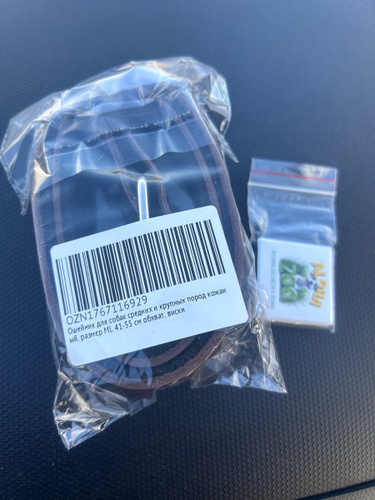 OZN1767116929
Ошейник для собак средних и крупных пород кожан
ый, размер ML 41-55 см обхват, виски